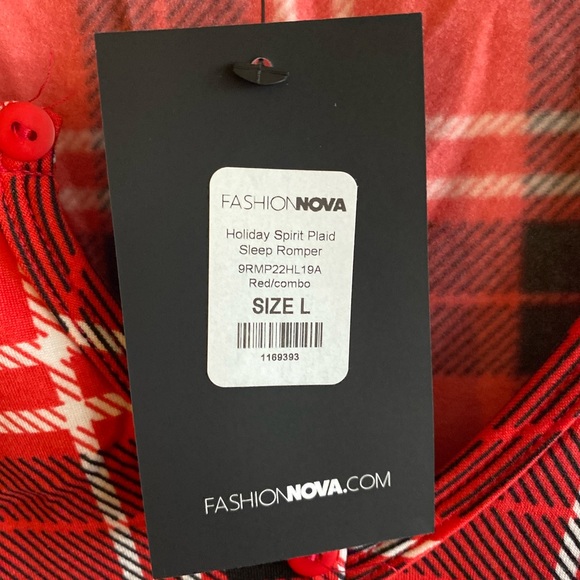 FASHIONNOVA
Holiday Spirit Plaid
Sleep Romper
9RMP22HL19A
Red/combo
SIZE L
1169393
FASHIONNOVA.COM